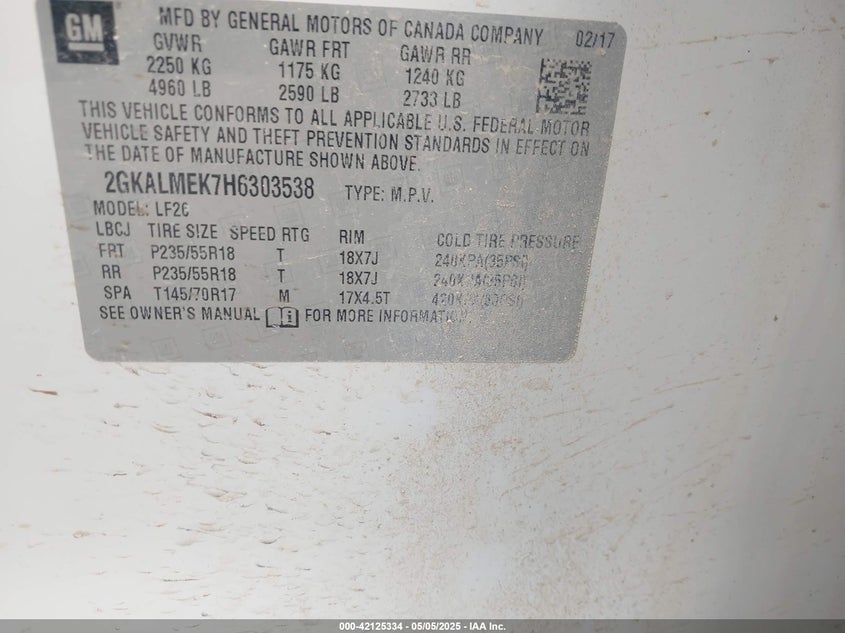 GM
MFD BY GENERAL MOTORS OF CANADA COMPANY 02/17
GVWR GAWR FRT GAWR RR
2250 KG 1175 KG 1240 KG
4960 LB 2590 LB 2733 LB
THIS VEHICLE CONFORMS TO ALL APPLICABLE U.S. FEDERAL MOTOR
VEHICLE SAFETY AND THEFT PREVENTION STANDARDS IN EFFECT ON
THE DATE OF MANUFACTURE SHOWN ABOVE.
2GKALMEK7H6303538 TYPE: M.P.V.
MODEL: LF26
LBCJ TIRE SIZE SPEED RTG RIM COLD TIRE PRESSURE
FRT P235/55R18 T 18X7J 240KPA(35PSI)
RR P235/55R18 T 18X7J
SPA T145/70R17 M 17X4.5T
SEE OWNER'S MANUAL FOR MORE INFORMATION
000-42125334 - 05/05/2025 - IAA Inc.